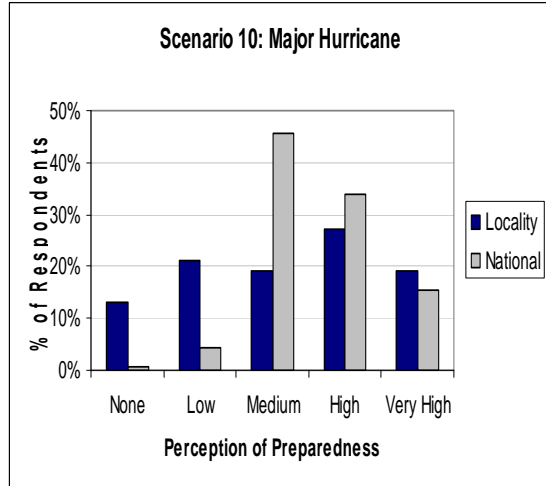 Scenario 10: Major Hurricane
50%
40%
30%
20%
10%
0%
% of Respondents
None Low Medium High Very High
Perception of Preparedness
Locality
National